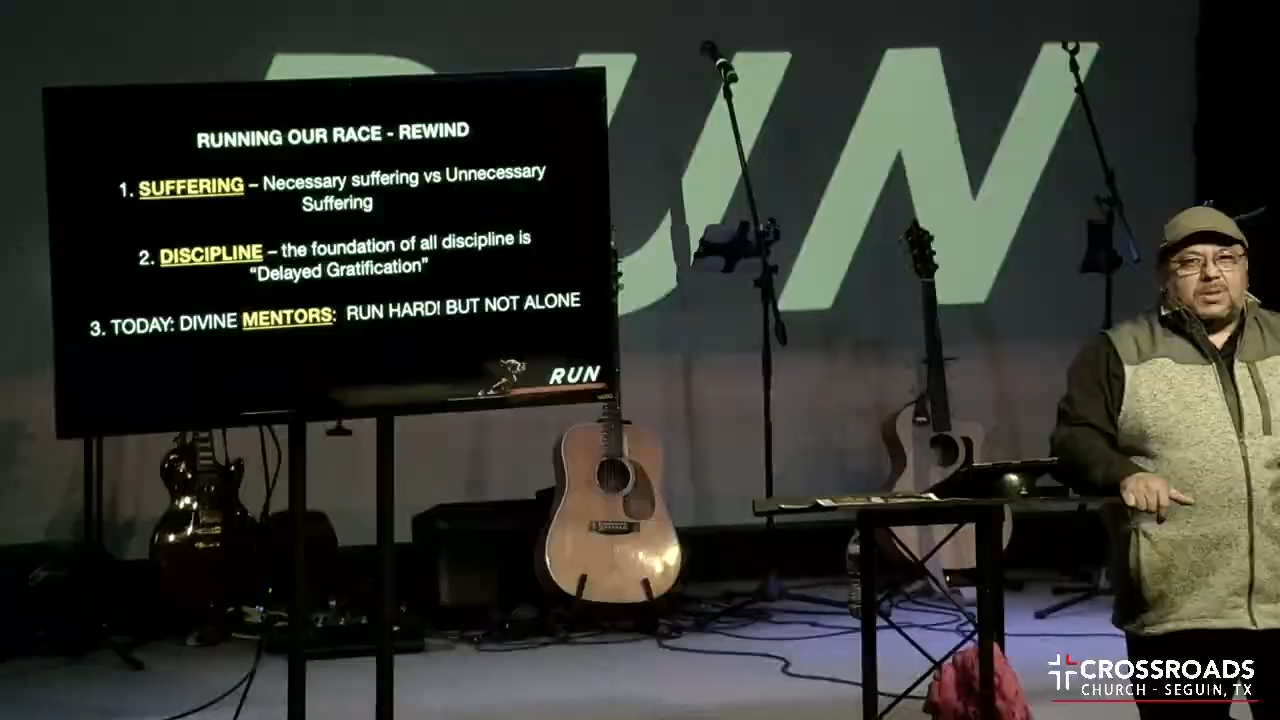 RUN
RUNNING OUR RACE - REWIND
1. SUFFERING – Necessary suffering vs Unnecessary
Suffering
2. DISCIPLINE – the foundation of all discipline is
"Delayed Gratification"
3. TODAY: DIVINE MENTORS: RUN HARD! BUT NOT ALONE
RUN
CROSSROADS
CHURCH - SEGUIN, TX